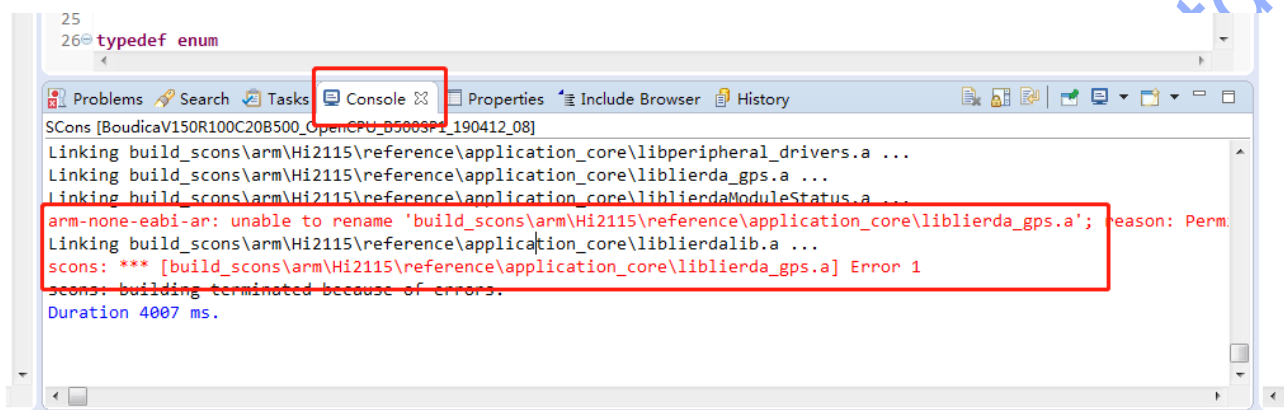 25
26 typedef enum
Problems Search Tasks Console Properties Include Browser History
SCons [BoudicaV150R100C20B500_OpenCPU_B500SP1_190412_08]
Linking build_scons\arm\Hi2115\reference\application_core\libperipheral_drivers.a ...
Linking build_scons\arm\Hi2115\reference\application_core\liblierda_gps.a ...
Linking build_scons\arm\Hi2115\reference\application_core\liblierdaModuleStatus.a ...
arm-none-eabi-ar: unable to rename 'build_scons\arm\Hi2115\reference\application_core\liblierda_gps.a'; reason: Perm
Linking build_scons\arm\Hi2115\reference\application_core\liblierdalib.a ...
scons: *** [build_scons\arm\Hi2115\reference\application_core\liblierda_gps.a] Error 1
scons: building terminated because of errors.
Duration 4007 ms.